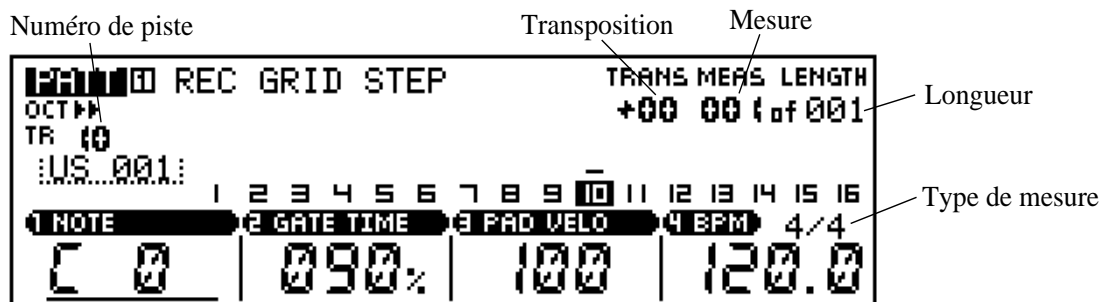 Numéro de piste Transposition Mesure
PATT 1 REC GRID STEP TRANS MEAS LENGTH
OCT
+00 001 of 001 Longueur
TR 10
US 001
1 2 3 4 5 6 7 8 9 10 11 12 13 14 15 16
1 NOTE 2 GATE TIME 3 PAD VELO 4 BPM 4/4 Type de mesure
C 0 090% 100 120.0